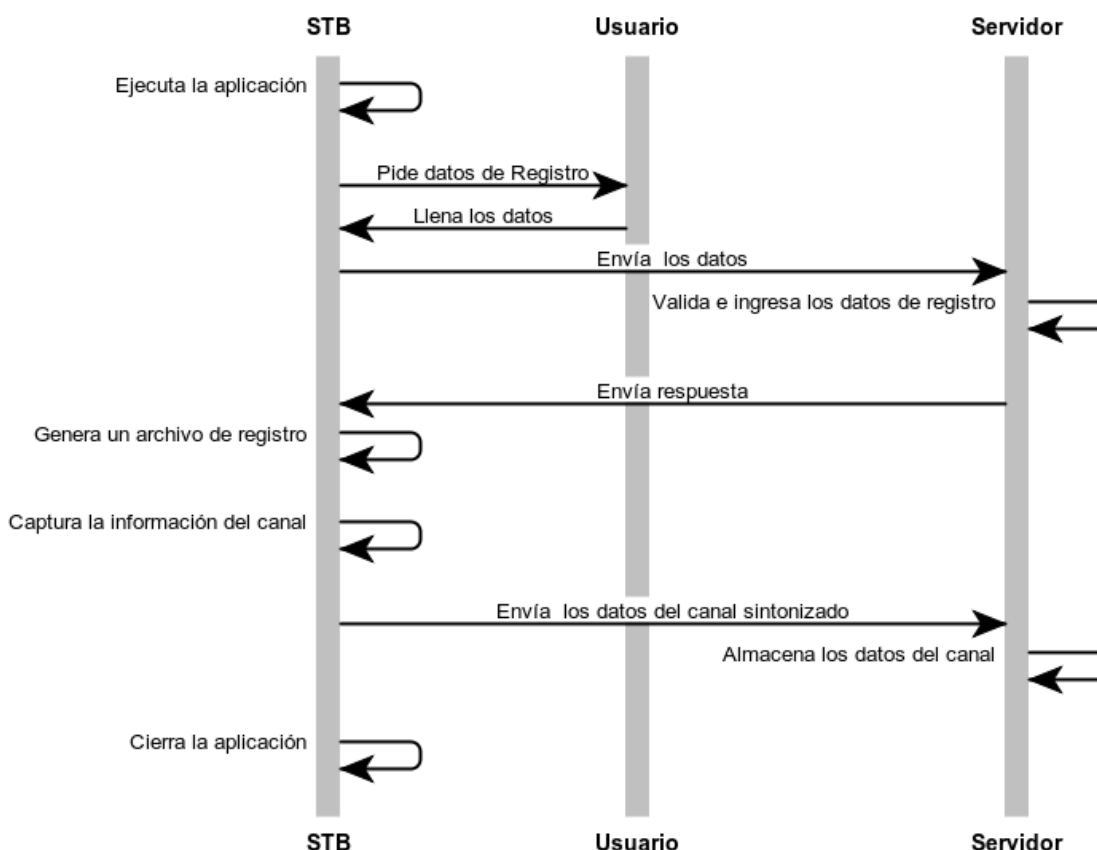 STB
Usuario
Servidor
Ejecuta la aplicación
Pide datos de Registro
Llena los datos
Envía los datos
Valida e ingresa los datos de registro
Envía respuesta
Genera un archivo de registro
Captura la información del canal
Envía los datos del canal sintonizado
Almacena los datos del canal
Cierra la aplicación
STB
Usuario
Servidor